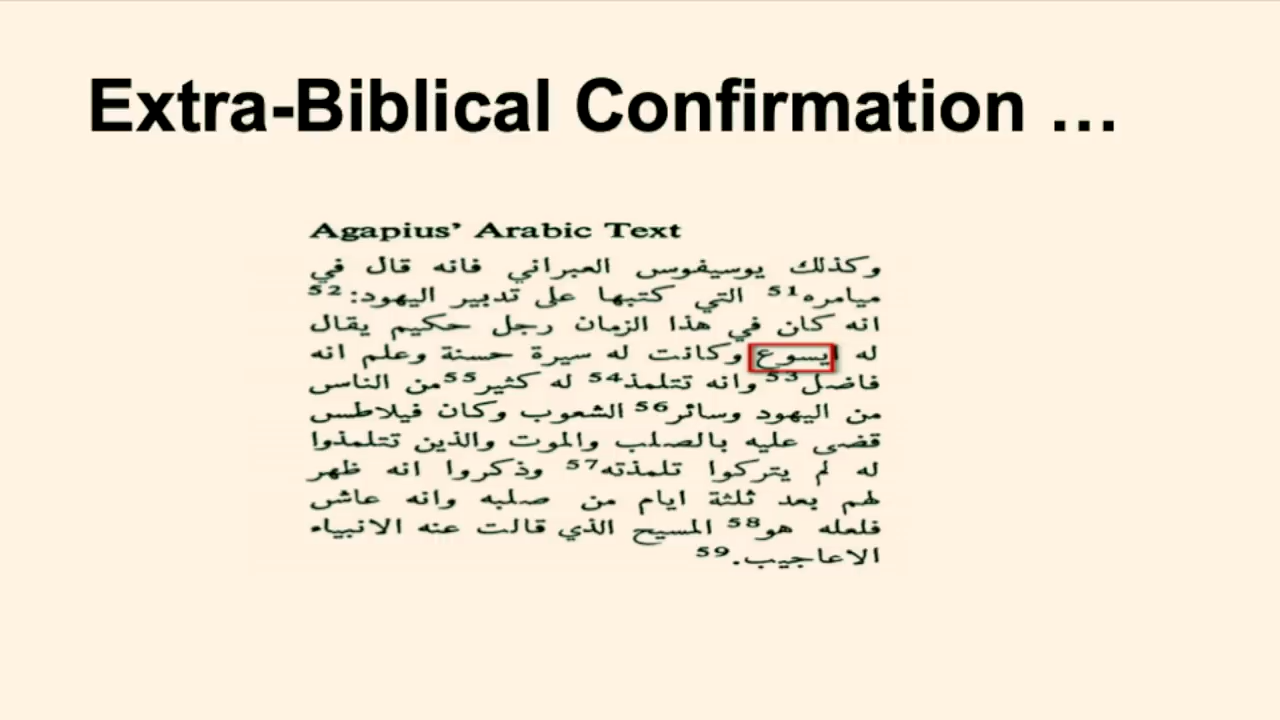 Extra-Biblical Confirmation …
Agapius’ Arabic Text
وكذلك يوسيفوس العبراني فانه قال في
ميامره51 التي كتبها على تدبير اليهود:52
انه كان في هذا الزمان رجل حكيم يقال
له ايسوع وكانت له سيرة حسنة وعلم انه
فاضل53 وانه تتلمذ54 له كثير55 من الناس
من اليهود وسائر56 الشعوب وكان فيلاطس
قضى عليه بالصلب والموت والذين تتلمذوا
له لم يتركوا تلمذته57 وذكروا انه ظهر
لهم بعد ثلثة ايام من صلبه وانه عاش
فلعله هو58 المسيح الذي قالت عنه الانبياء
الاعاجيب.59